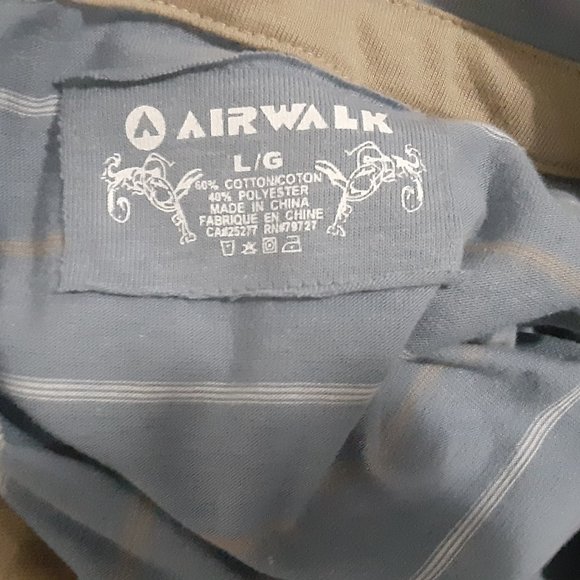 AIRWALK
L/G
60% COTTON/COTON
40% POLYESTER
MADE IN CHINA
FABRIQUE EN CHINE
CA#25277 RN#79727